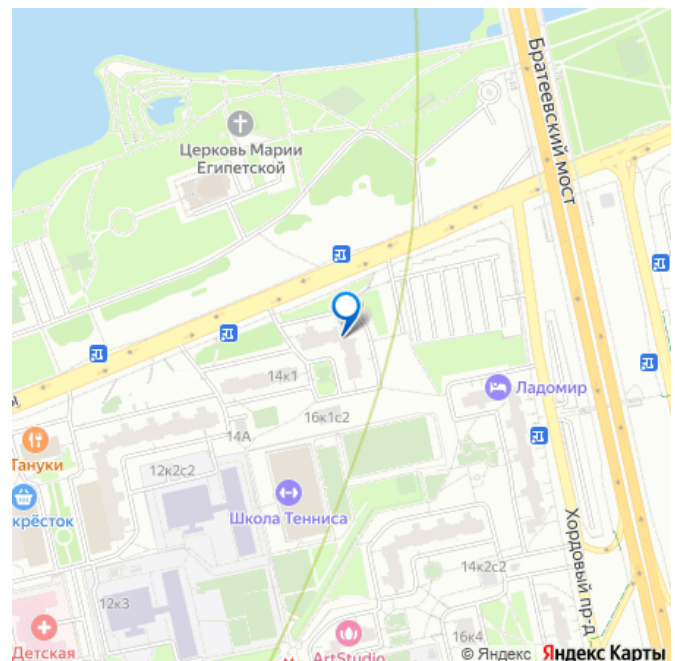 Братеевский мост
Церковь Марии
Египетской
14к1
Ладомир
16к1с2
14А
Тануки
12к2с2
крёсток
Школа Тенниса
Хордовый пр-д
14к2с2
12к3
16к4
Детская
ArtStudio
© Яндекс Яндекс Карты